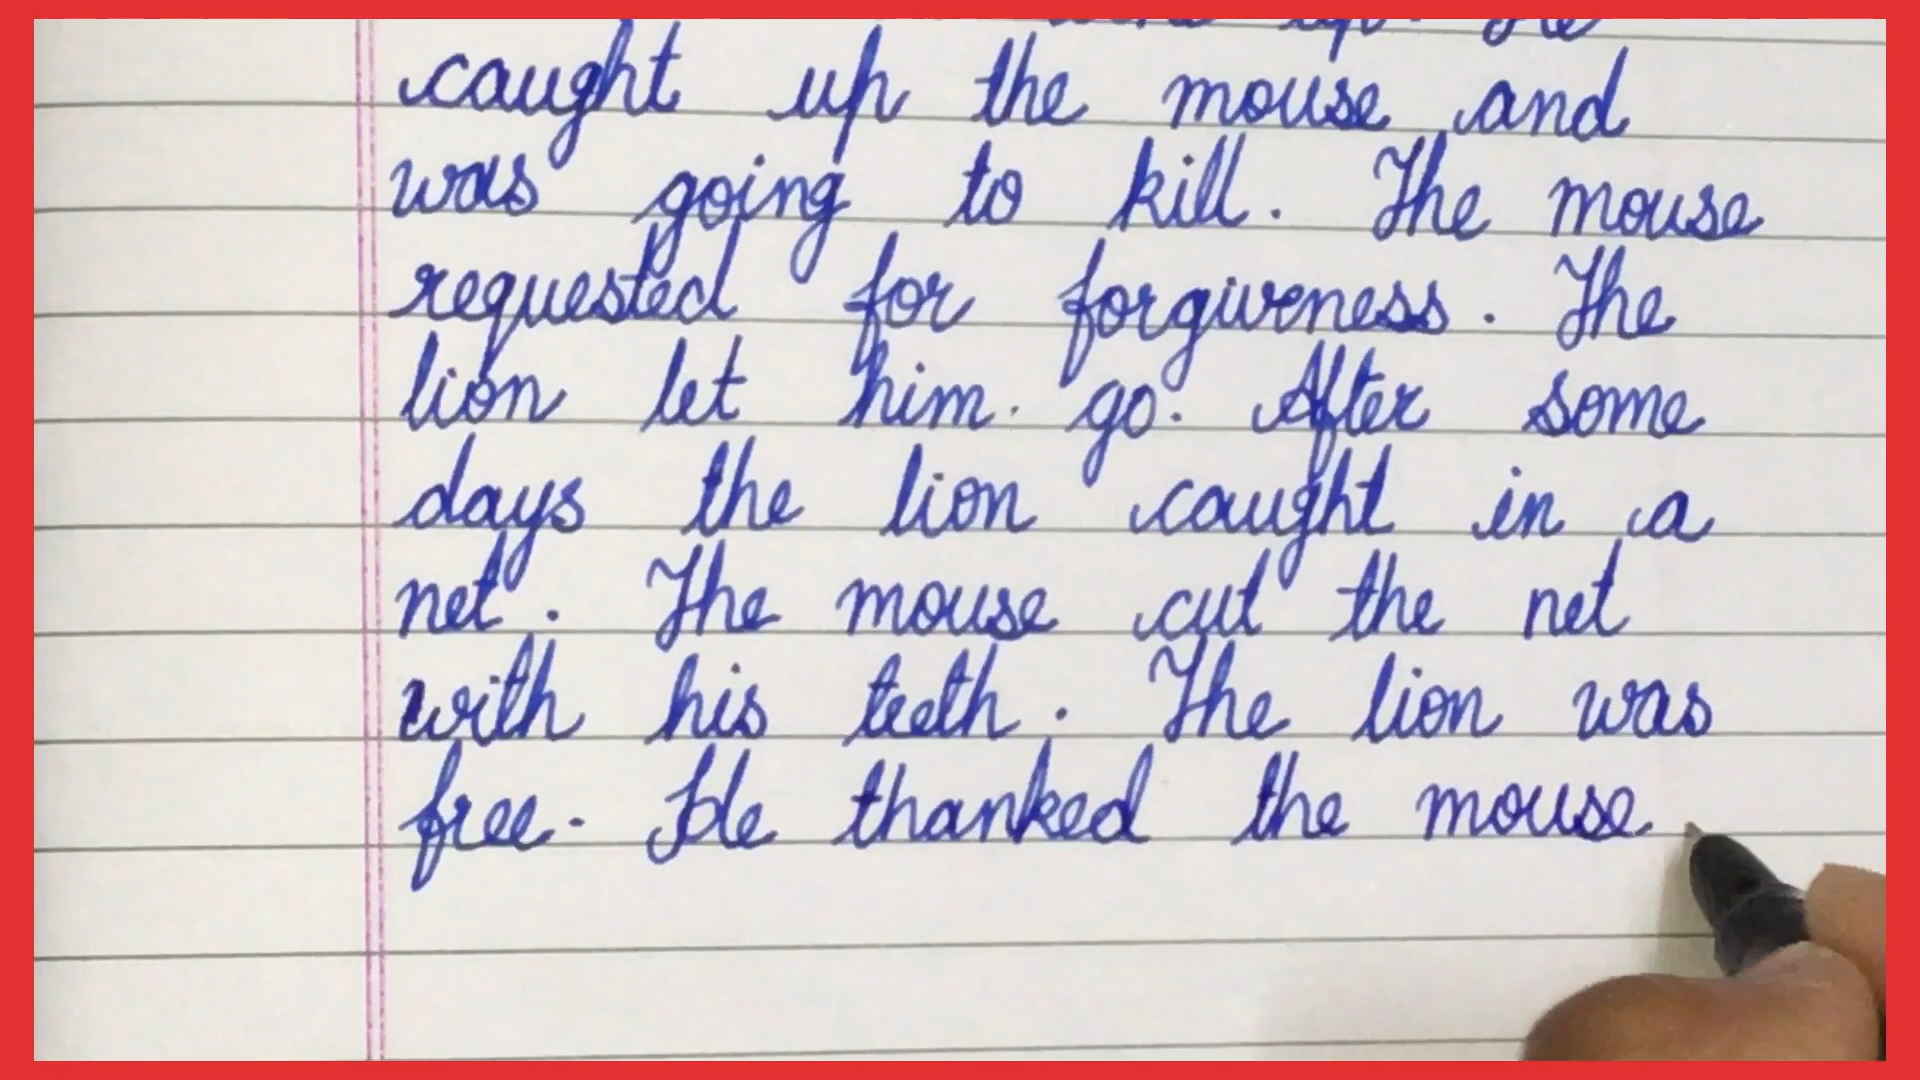 up. He
caught up the mouse and
was going to kill. The mouse
requested for forgiveness. The
lion let him. go. After some
days the lion caught in a
net. The mouse cut the net
with his teeth. The lion was
free. He thanked the mouse